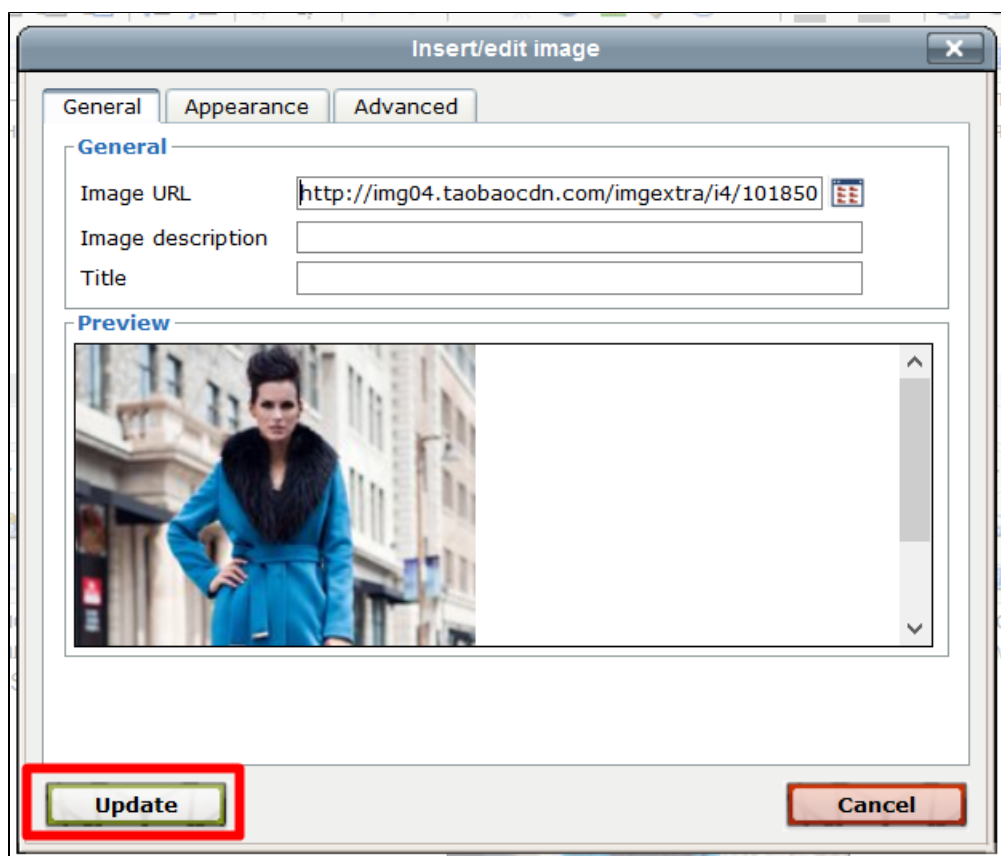 Insert/edit image
General Appearance Advanced
General
Image URL http://img04.taobaocdn.com/imgextra/i4/101850
Image description
Title
Preview
Update Cancel